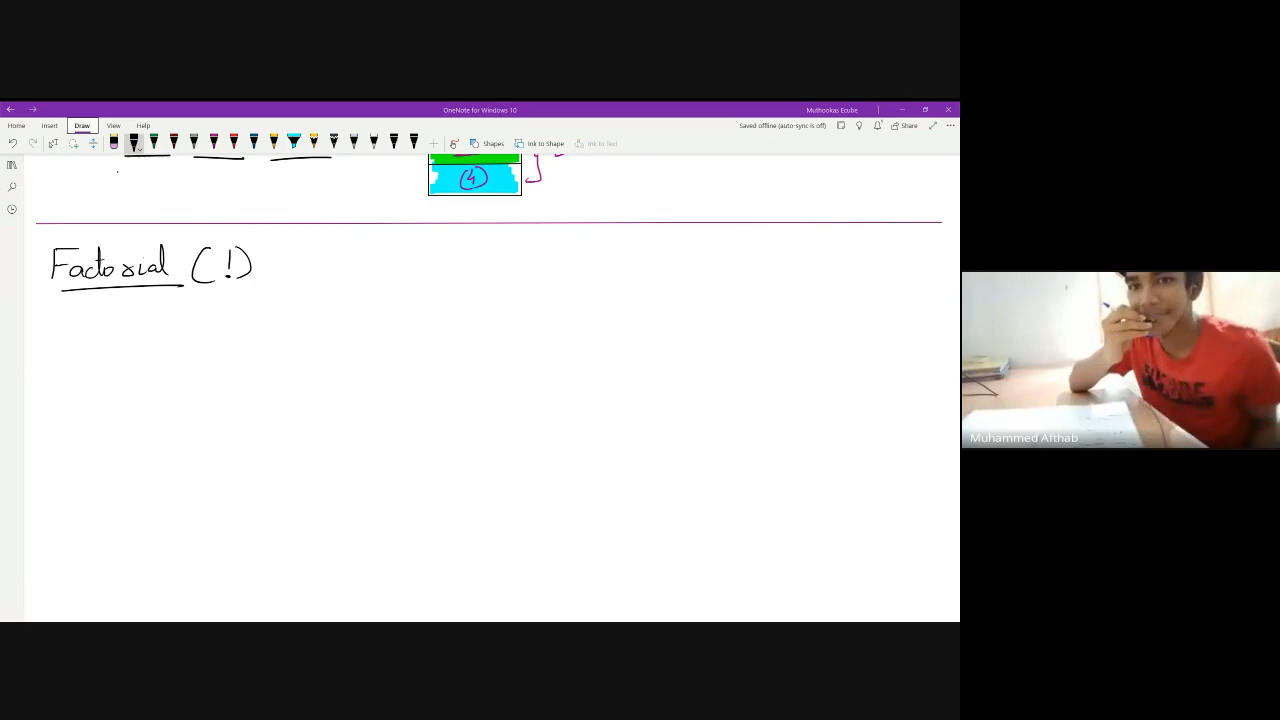 OneNote for Windows 10
Muthookas Ecube
Home Insert Draw View Help
Saved offline (auto-sync is off) Share
Shapes Ink to Shape Ink to Text
(4)
Factorial (!)
Muhammed Afthab